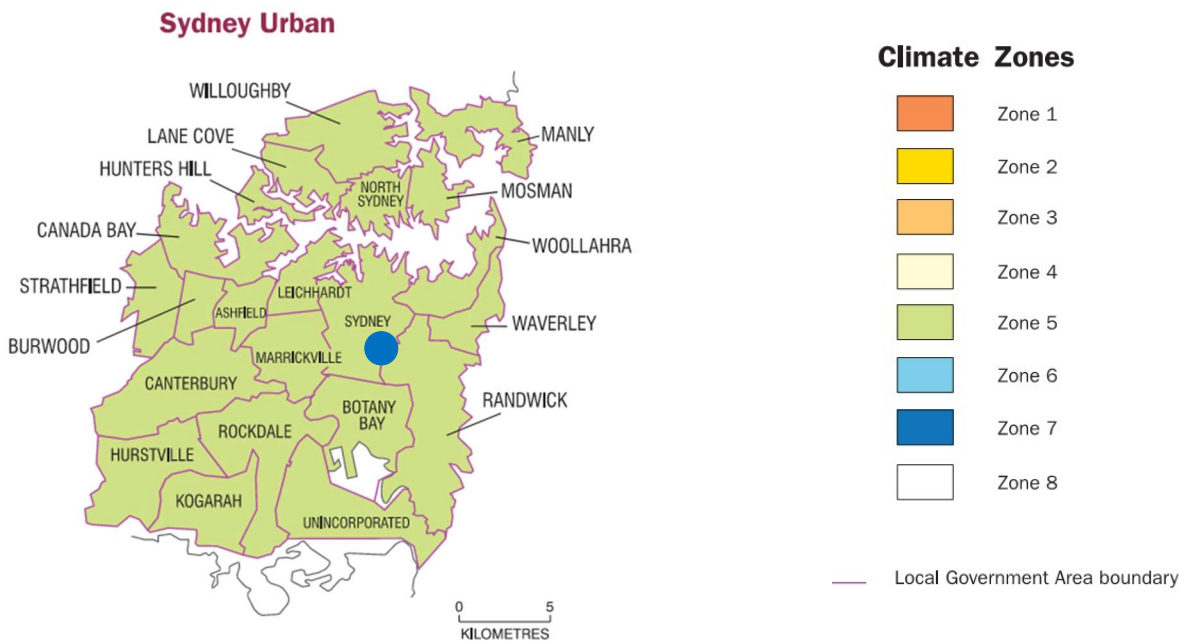 Sydney Urban
WILLOUGHBY
LANE COVE
HUNTERS HILL
MANLY
NORTH
SYDNEY
MOSMAN
CANADA BAY
WOOLLAHRA
STRATHFIELD
LEICHHARDT
ASHFIELD
SYDNEY
WAVERLEY
BURWOOD
MARRICKVILLE
CANTERBURY
RANDWICK
BOTANY
BAY
ROCKDALE
HURSTVILLE
KOGARAH
UNINCORPORATED
0 5
KILOMETRES
Climate Zones
Zone 1
Zone 2
Zone 3
Zone 4
Zone 5
Zone 6
Zone 7
Zone 8
Local Government Area boundary